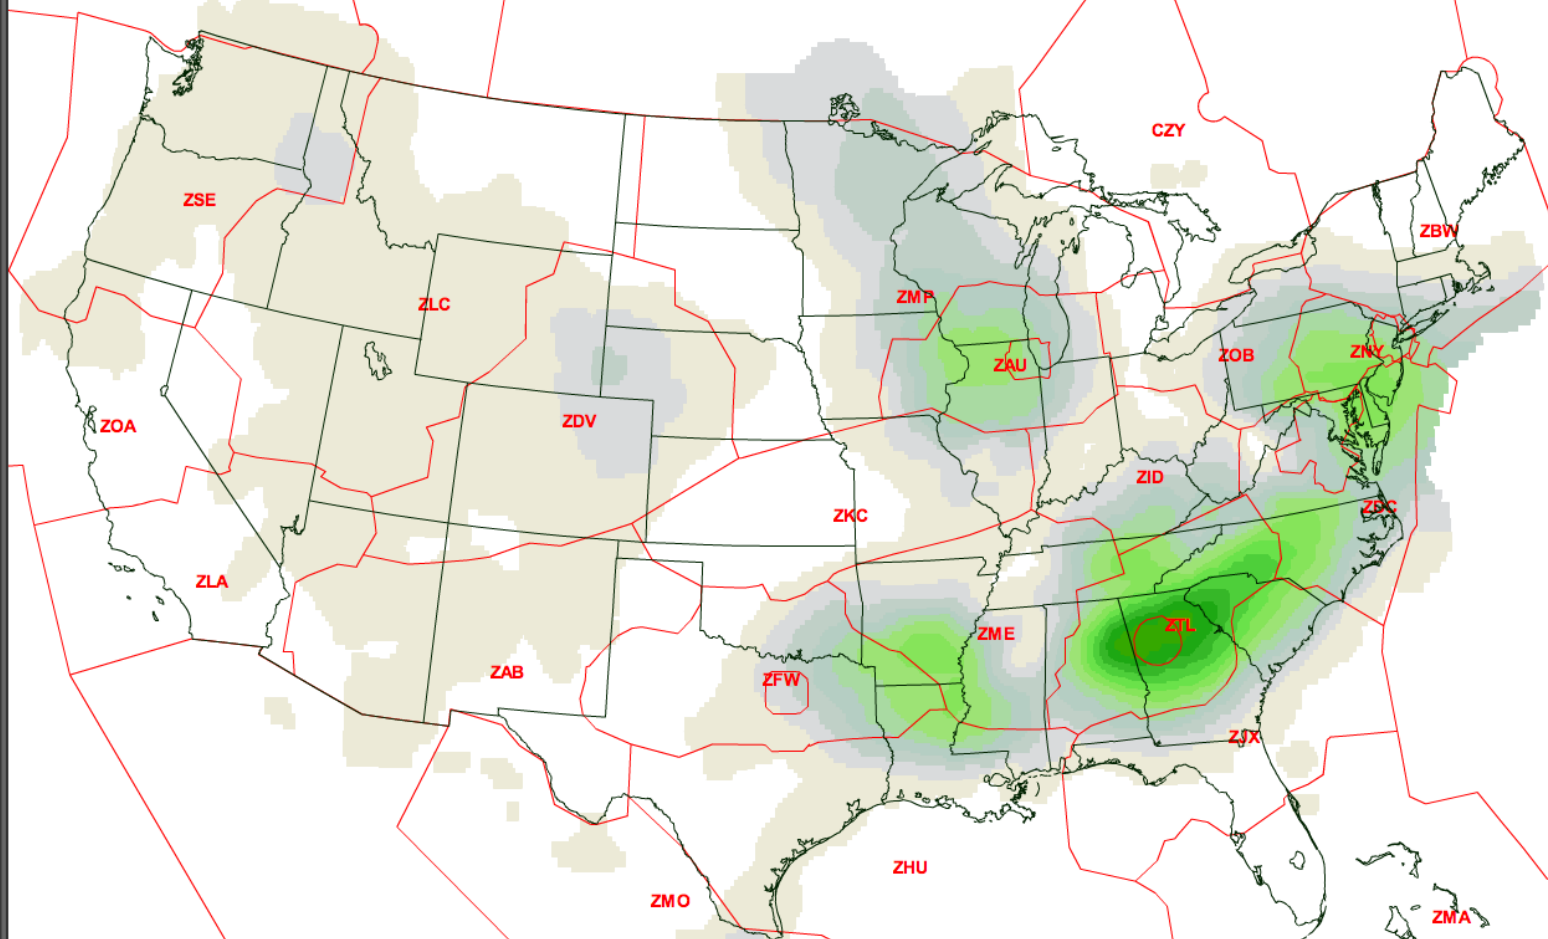 CZY
ZSE
ZBW
ZMP
ZLC
ZOB
ZNY
ZAU
ZDV
ZOA
ZID
ZDC
ZKC
ZLA
ZTL
ZME
ZAB
ZFW
ZJX
ZHU
ZMO
ZMA